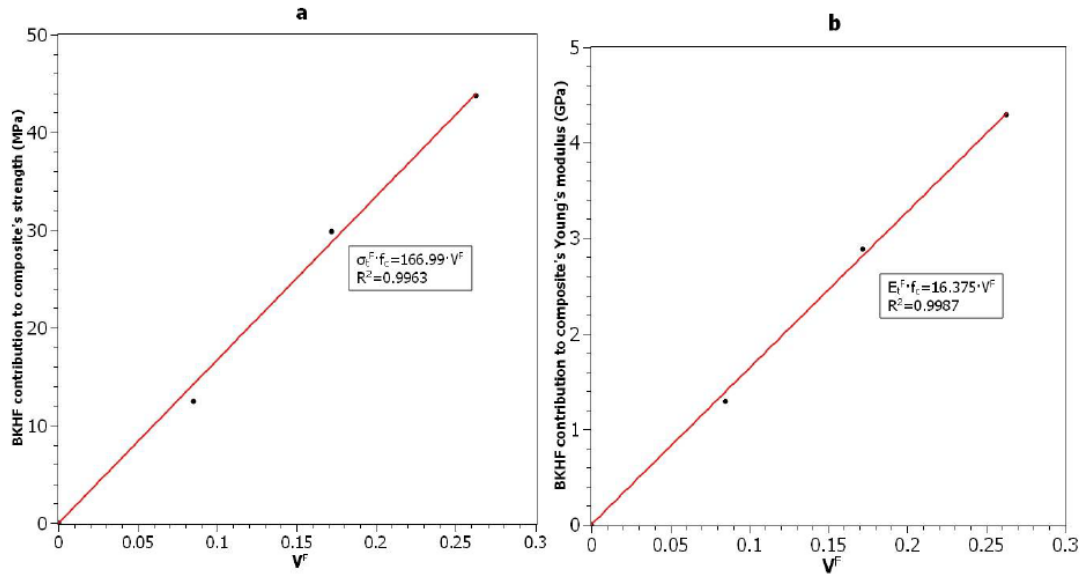 a
50
40
30
20
10
0
BKHF contribution to composite's strength (MPa)
σₜᶠ·f꜀=166.99·Vᶠ
R²=0.9963
0
0.05
0.1
0.15
0.2
0.25
0.3
Vᶠ
b
5
4
3
2
1
0
BKHF contribution to composite's Young's modulus (GPa)
Eₜᶠ·f꜀=16.375·Vᶠ
R²=0.9987
0
0.05
0.1
0.15
0.2
0.25
0.3
Vᶠ